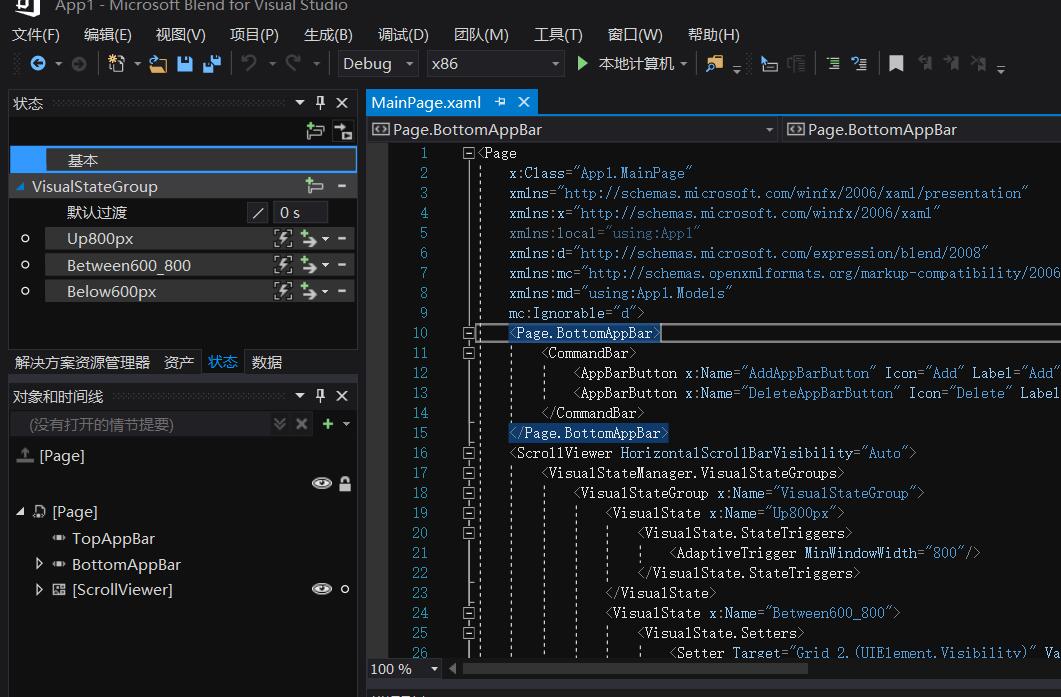 App1 - Microsoft Blend for Visual Studio
文件(F) 编辑(E) 视图(V) 项目(P) 生成(B) 调试(D) 团队(M) 工具(T) 窗口(W) 帮助(H)
Debug x86 本地计算机
状态
基本
VisualStateGroup
默认过渡 0 s
Up800px
Between600_800
Below600px
解决方案资源管理器 资产 状态 数据
对象和时间线
(没有打开的情节提要)
[Page]
[Page]
TopAppBar
BottomAppBar
[ScrollViewer]
MainPage.xaml
Page.BottomAppBar Page.BottomAppBar
1 <Page
2 x:Class="App1.MainPage"
3 xmlns="http://schemas.microsoft.com/winfx/2006/xaml/presentation"
4 xmlns:x="http://schemas.microsoft.com/winfx/2006/xaml"
5 xmlns:local="using:App1"
6 xmlns:d="http://schemas.microsoft.com/expression/blend/2008"
7 xmlns:mc="http://schemas.openxmlformats.org/markup-compatibility/2006
8 xmlns:md="using:App1.Models"
9 mc:Ignorable="d">
10 <Page.BottomAppBar>
11 <CommandBar>
12 <AppBarButton x:Name="AddAppBarButton" Icon="Add" Label="Add"
13 <AppBarButton x:Name="DeleteAppBarButton" Icon="Delete" Label
14 </CommandBar>
15 </Page.BottomAppBar>
16 <ScrollViewer HorizontalScrollBarVisibility="Auto">
17 <VisualStateManager.VisualStateGroups>
18 <VisualStateGroup x:Name="VisualStateGroup">
19 <VisualState x:Name="Up800px">
20 <VisualState.StateTriggers>
21 <AdaptiveTrigger MinWindowWidth="800"/>
22 </VisualState.StateTriggers>
23 </VisualState>
24 <VisualState x:Name="Between600_800">
25 <VisualState.Setters>
26 <Setter Target="Grid_2.(UIElement.Visibility)" Va
100 %